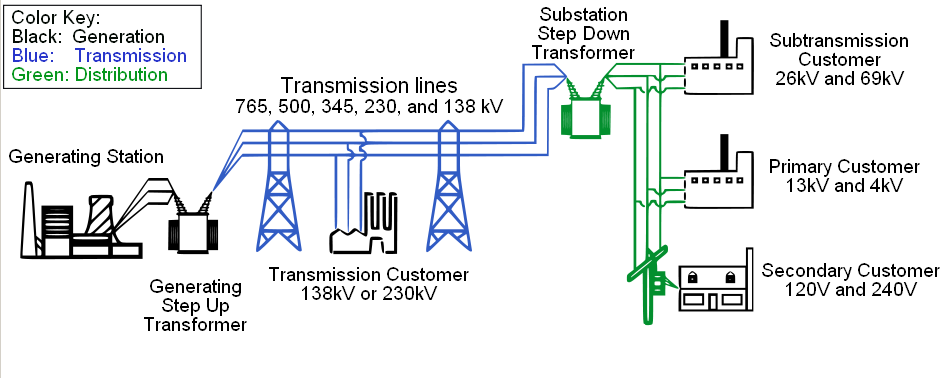 Color Key:
Black: Generation
Blue: Transmission
Green: Distribution
Substation
Step Down
Transformer
Subtransmission
Customer
26kV and 69kV
Transmission lines
765, 500, 345, 230, and 138 kV
Generating Station
Primary Customer
13kV and 4kV
Transmission Customer
138kV or 230kV
Generating
Step Up
Transformer
Secondary Customer
120V and 240V